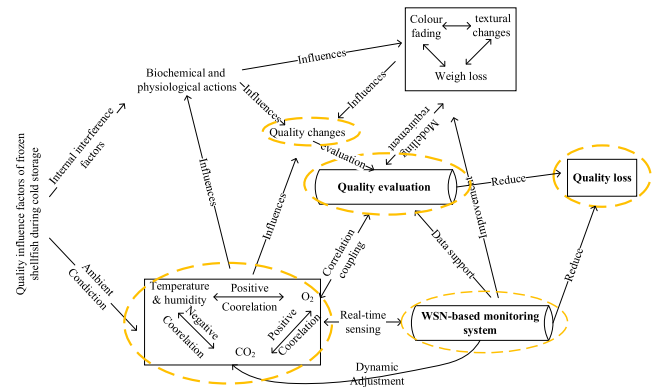 Colour
fading
textural
changes
Weigh loss
Influences
Biochemical and
physiological actions
Influences
Influences
Quality changes
evaluation
Modelling
requirement
Internal interference
factors
Quality influence factors of frozen
shellfish during cold storage
Quality evaluation
Reduce
Quality loss
Influences
Influences
Improvement
Correlation
coupling
Data support
Reduce
Ambient
Condiction
Temperature
& humidity
Positive
Coorelation
O2
Negative
Coorelation
Positive
Coorelation
CO2
Real-time
sensing
WSN-based monitoring
system
Dynamic
Adjustment